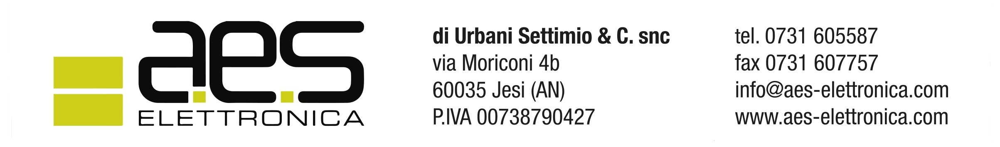 a.e.s
ELETTRONICA
di Urbani Settimio & C. snc
via Moriconi 4b
60035 Jesi (AN)
P.IVA 00738790427
tel. 0731 605587
fax 0731 607757
info@aes-elettronica.com
www.aes-elettronica.com